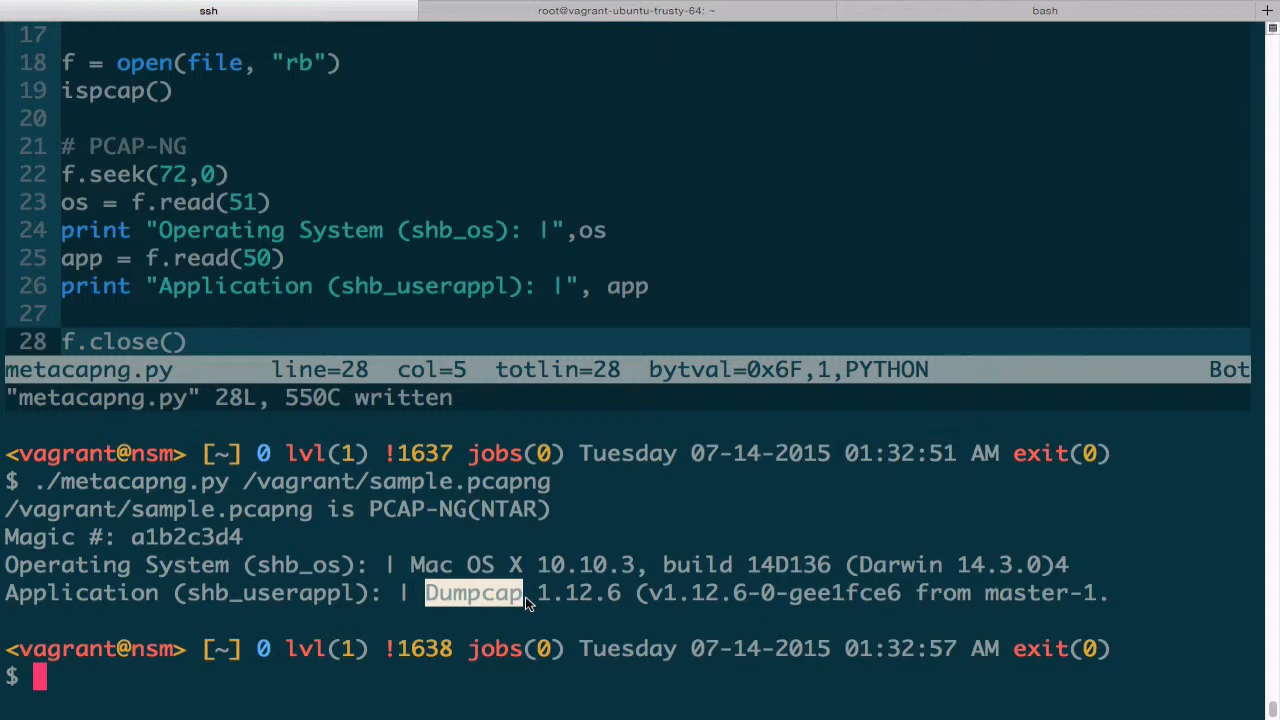 ssh
root@vagrant-ubuntu-trusty-64: ~
bash
17
18 f = open(file, "rb")
19 ispcap()
20
21 # PCAP-NG
22 f.seek(72,0)
23 os = f.read(51)
24 print "Operating System (shb_os): |",os
25 app = f.read(50)
26 print "Application (shb_userappl): |", app
27
28 f.close()
metacapng.py line=28 col=5 totlin=28 bytval=0x6F,1,PYTHON Bot
"metacapng.py" 28L, 550C written
<vagrant@nsm> [~] 0 lvl(1) !1637 jobs(0) Tuesday 07-14-2015 01:32:51 AM exit(0)
$ ./metacapng.py /vagrant/sample.pcapng
/vagrant/sample.pcapng is PCAP-NG(NTAR)
Magic #: a1b2c3d4
Operating System (shb_os): | Mac OS X 10.10.3, build 14D136 (Darwin 14.3.0)4
Application (shb_userappl): | Dumpcap 1.12.6 (v1.12.6-0-gee1fce6 from master-1.
<vagrant@nsm> [~] 0 lvl(1) !1638 jobs(0) Tuesday 07-14-2015 01:32:57 AM exit(0)
$